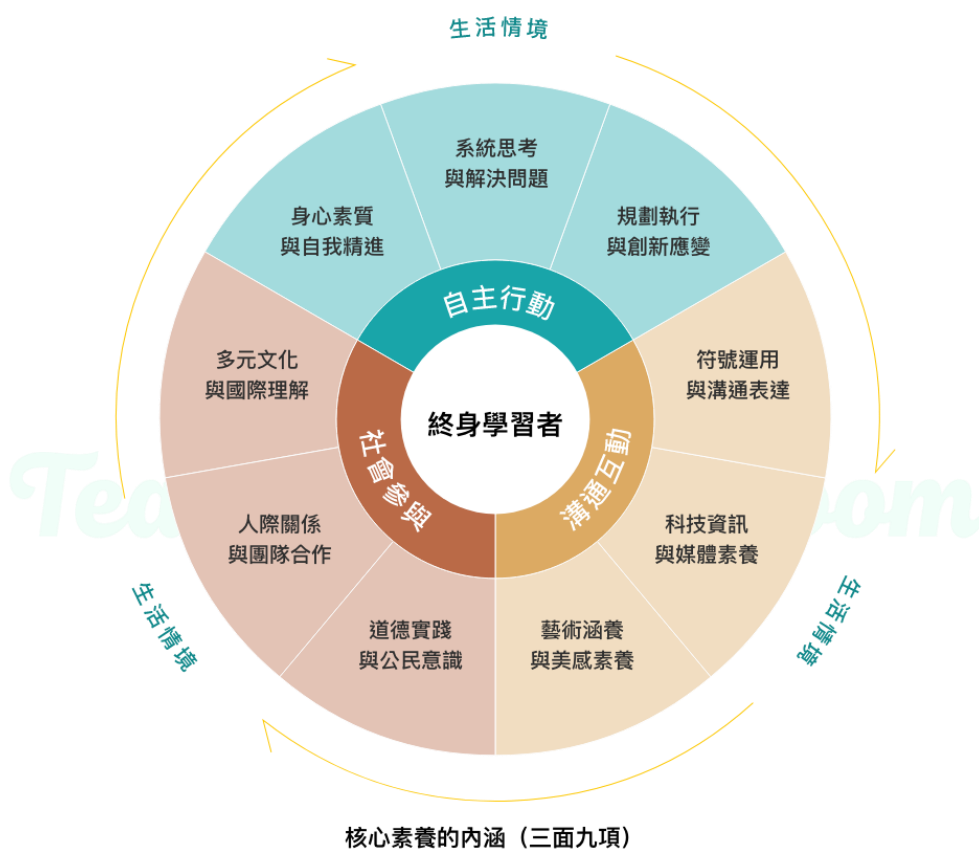 生活情境
系統思考
與解決問題
身心素質
與自我精進
規劃執行
與創新應變
自主行動
多元文化
與國際理解
符號運用
與溝通表達
終身學習者
社會參與
溝通互動
人際關係
與團隊合作
科技資訊
與媒體素養
生活情境
生活情境
道德實踐
與公民意識
藝術涵養
與美感素養
核心素養的內涵（三面九項）